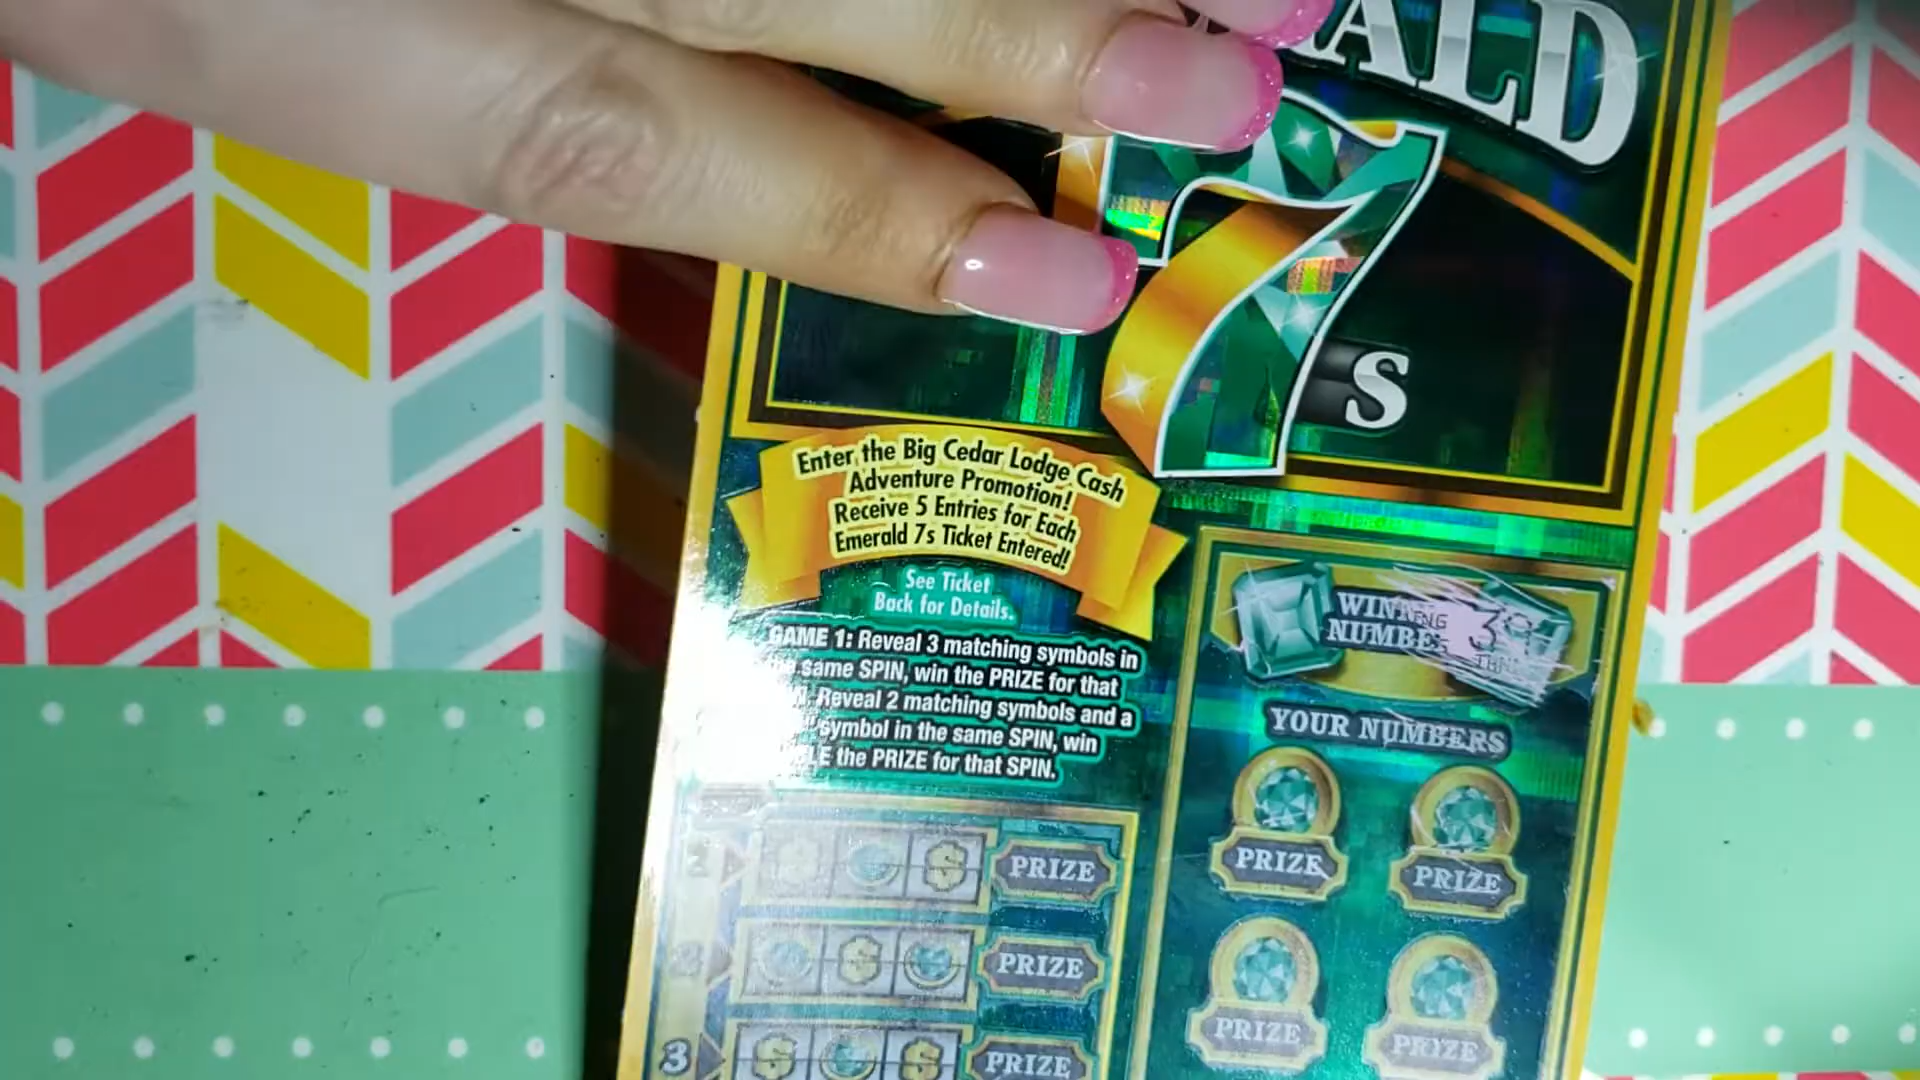 ALD
7
s
Enter the Big Cedar Lodge Cash
Adventure Promotion!
Receive 5 Entries for Each
Emerald 7s Ticket Entered!
See Ticket
Back for Details.
GAME 1: Reveal 3 matching symbols in
same SPIN, win the PRIZE for that
Reveal 2 matching symbols and a
symbol in the same SPIN, win
the PRIZE for that SPIN.
WINNING
NUMBER
39
YOUR NUMBERS
PRIZE PRIZE
PRIZE PRIZE
1 $ $ PRIZE
2 $ PRIZE
3 $ $ PRIZE